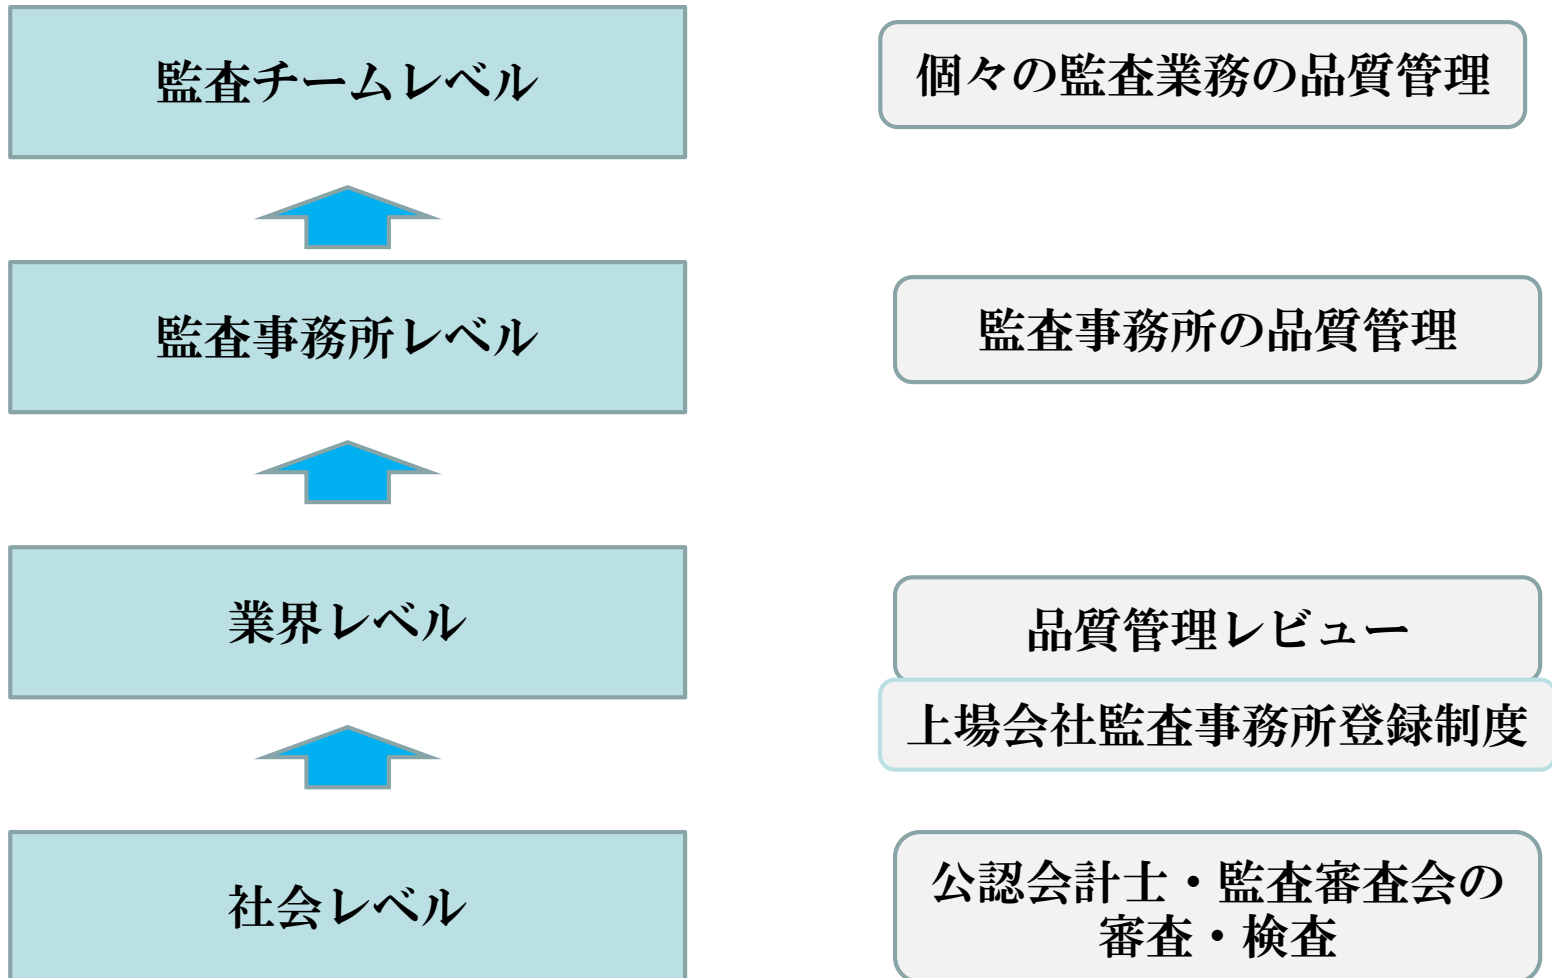 監査チームレベル
個々の監査業務の品質管理
監査事務所レベル
監査事務所の品質管理
業界レベル
品質管理レビュー
上場会社監査事務所登録制度
社会レベル
公認会計士・監査審査会の
審査・検査